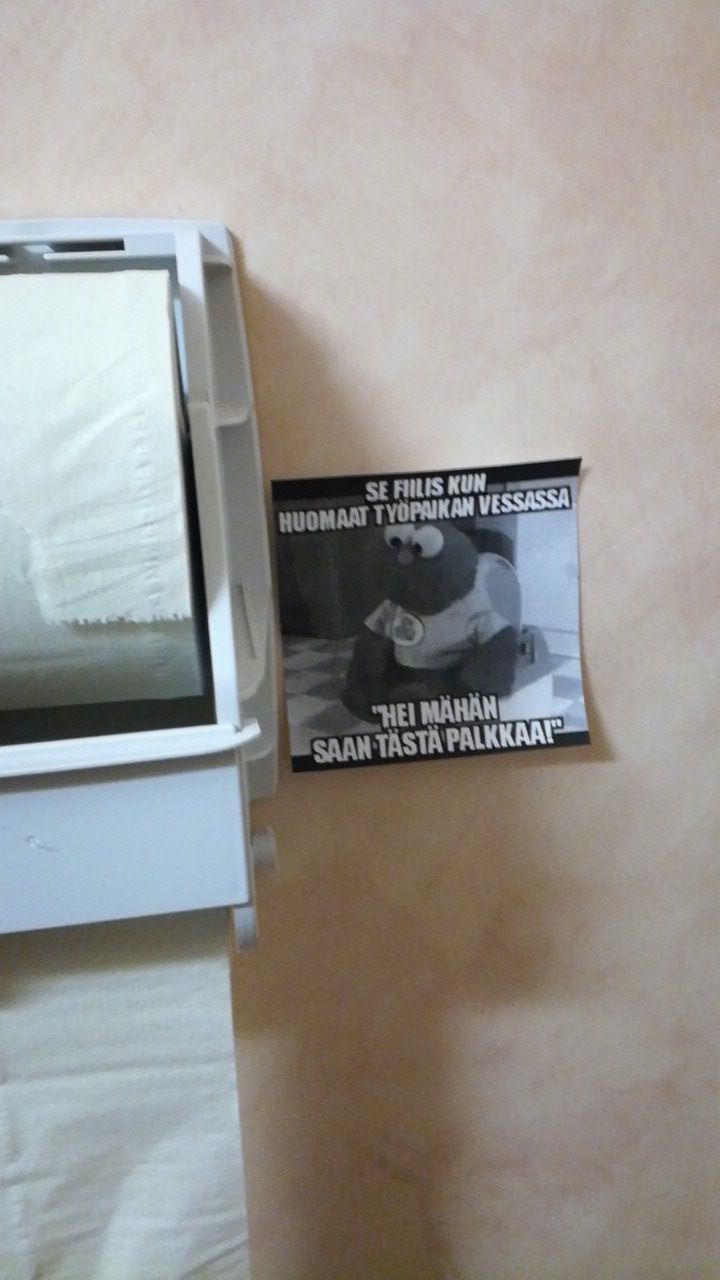 SE FIILIS KUN
HUOMAAT TYÖPAIKAN VESSASSA
"HEI MÄHÄN
SAAN TÄSTÄ PALKKAA!"